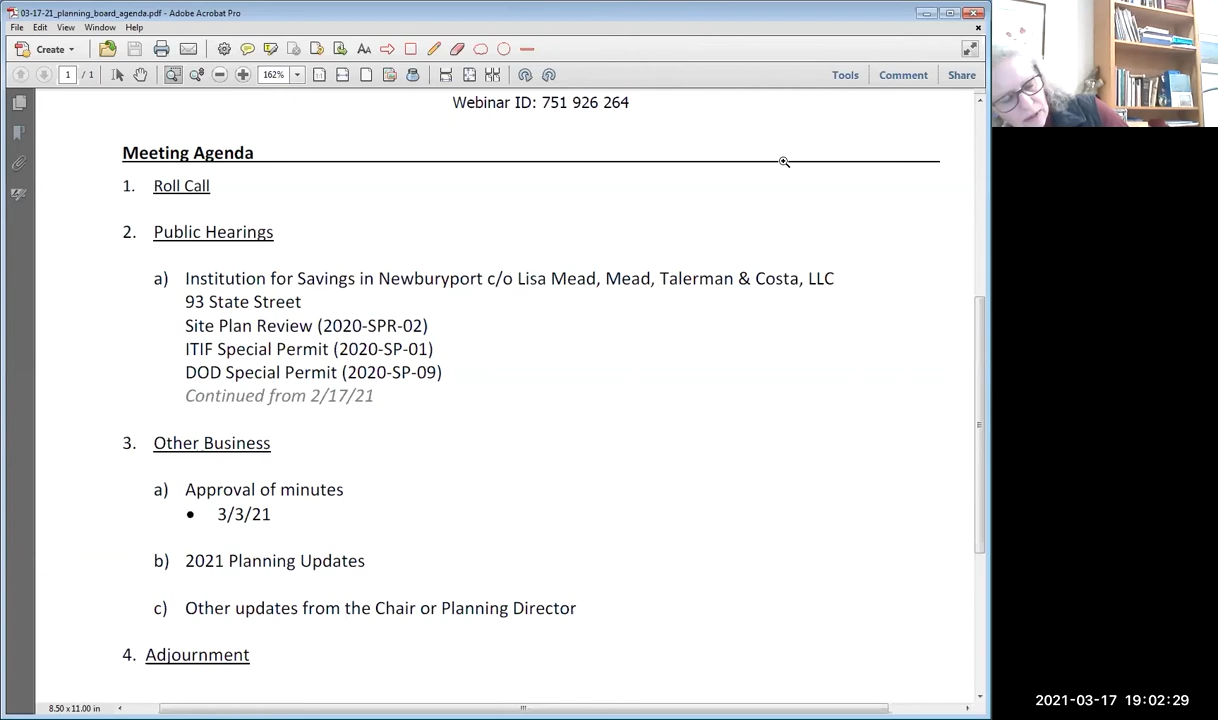 03-17-21_planning_board_agenda.pdf - Adobe Acrobat Pro
File Edit View Window Help
Create
1 / 1 162% Tools Comment Share
Webinar ID: 751 926 264
Meeting Agenda
1. Roll Call
2. Public Hearings
a) Institution for Savings in Newburyport c/o Lisa Mead, Mead, Talerman & Costa, LLC
93 State Street
Site Plan Review (2020-SPR-02)
ITIF Special Permit (2020-SP-01)
DOD Special Permit (2020-SP-09)
Continued from 2/17/21
3. Other Business
a) Approval of minutes
• 3/3/21
b) 2021 Planning Updates
c) Other updates from the Chair or Planning Director
4. Adjournment
8.50 x 11.00 in
2021-03-17 19:02:29